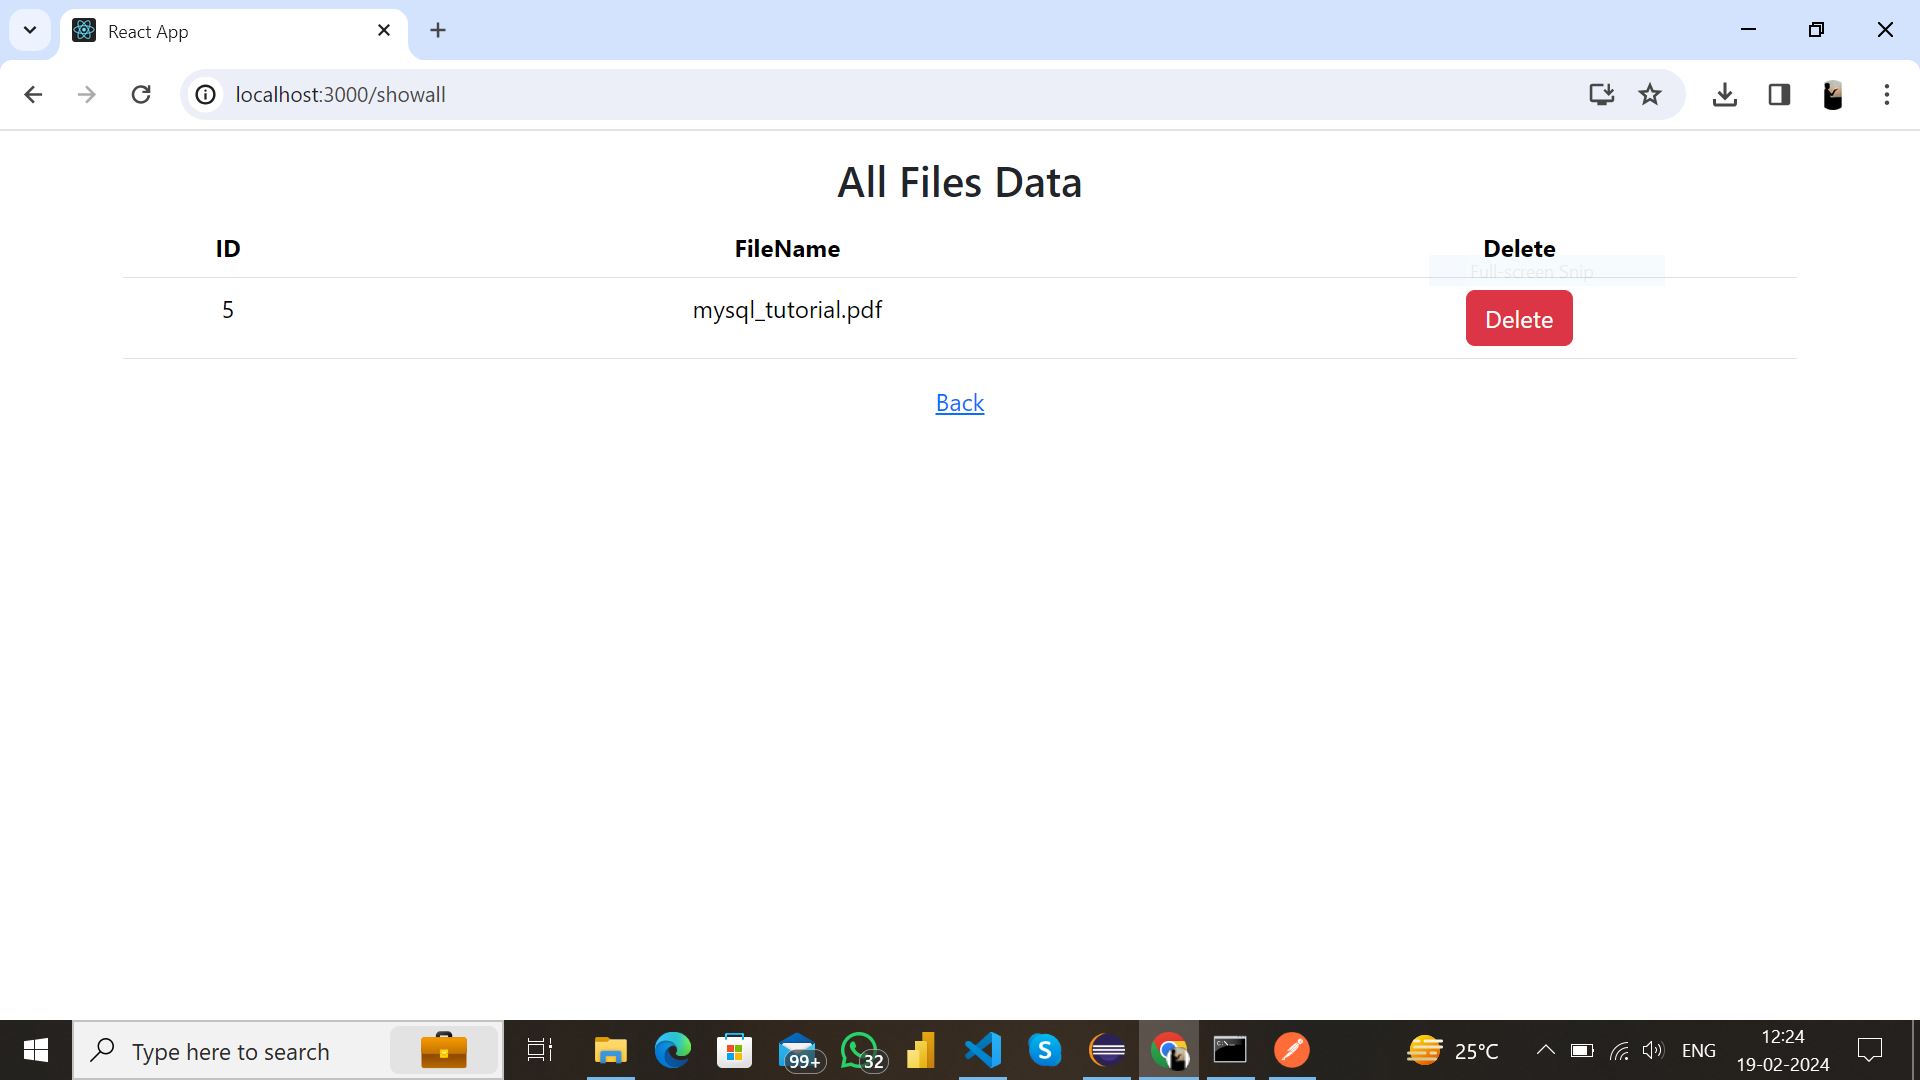 React App
localhost:3000/showall
All Files Data
ID FileName Delete
Full-screen Snip
5 mysql_tutorial.pdf Delete
Back
Type here to search
99+
32
25°C
ENG
12:24
19-02-2024